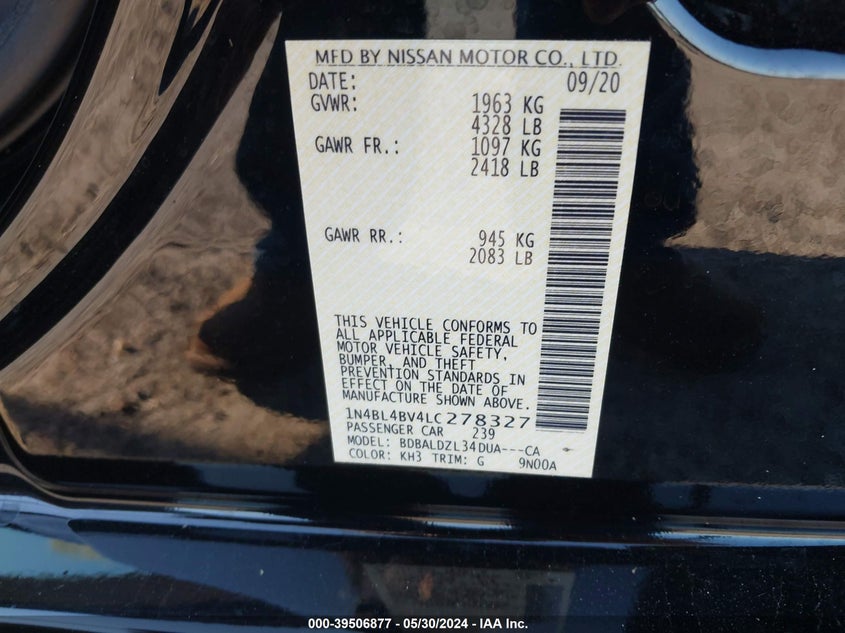 MFD BY NISSAN MOTOR CO., LTD.
DATE: 09/20
GVWR: 1963 KG
4328 LB
GAWR FR.: 1097 KG
2418 LB
GAWR RR.: 945 KG
2083 LB
THIS VEHICLE CONFORMS TO
ALL APPLICABLE FEDERAL
MOTOR VEHICLE SAFETY,
BUMPER, AND THEFT
PREVENTION STANDARDS IN
EFFECT ON THE DATE OF
MANUFACTURE SHOWN ABOVE.
1N4BL4BV4LC278327
PASSENGER CAR 239
MODEL: BDBALDZL34DUA---CA
COLOR: KH3 TRIM: G 9N00A
000-39506877 — 05/30/2024 — IAA Inc.